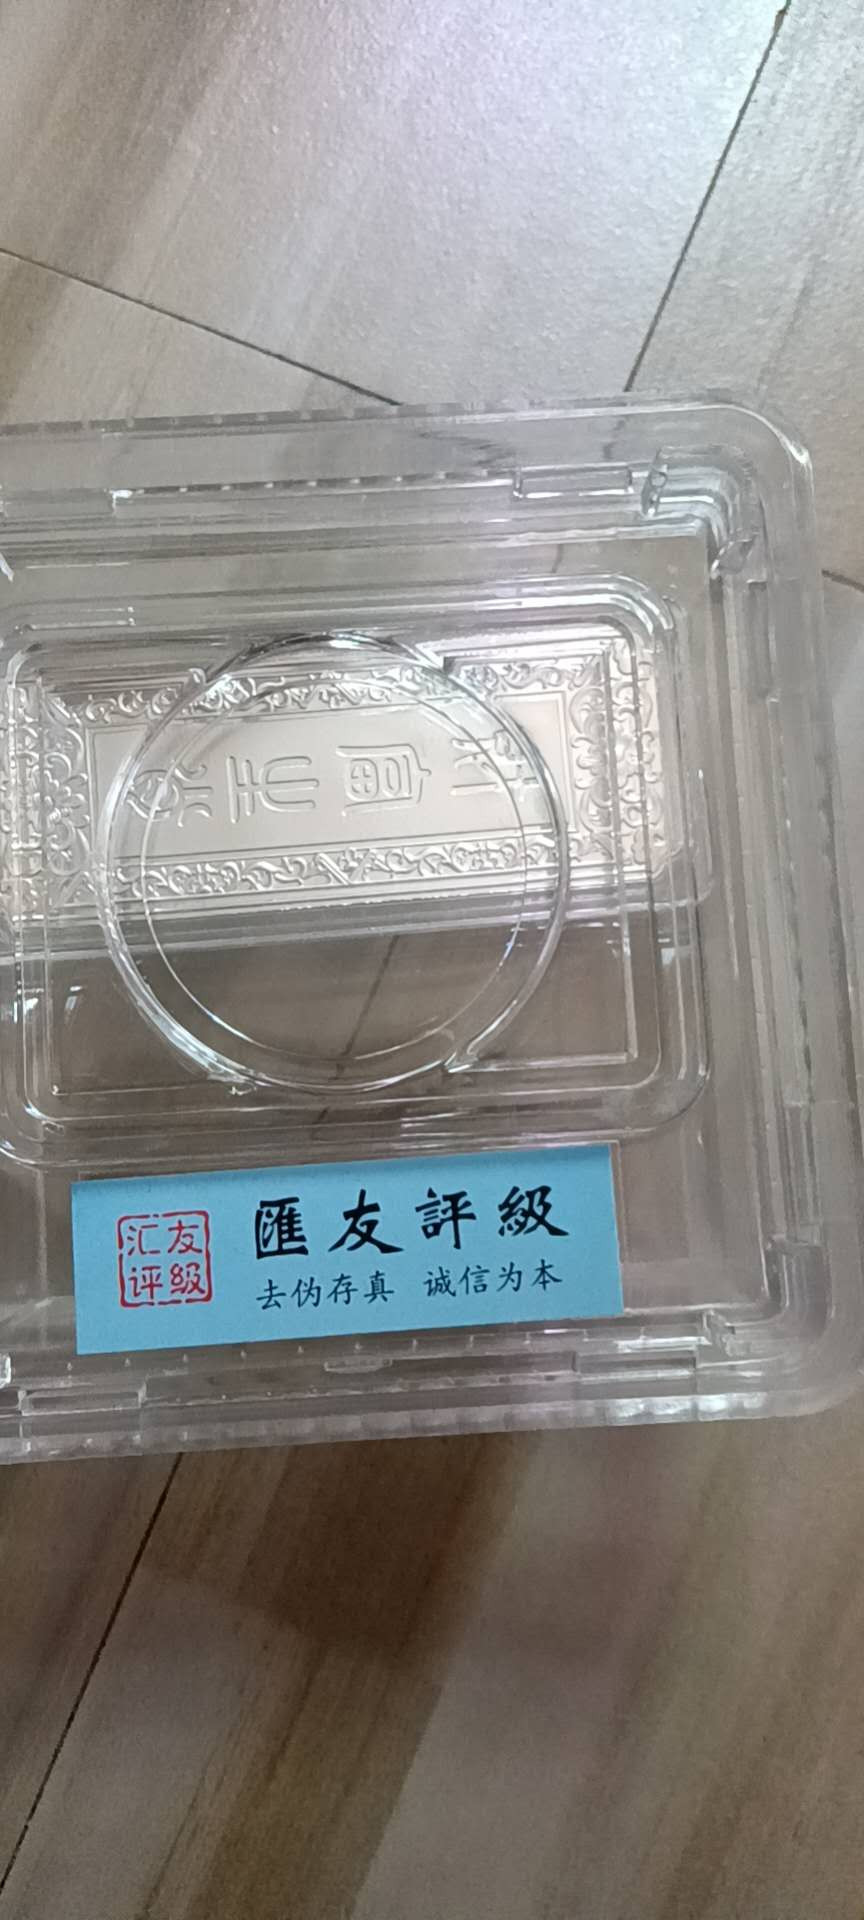 汇友
评级
匯友評級
去伪存真 诚信为本